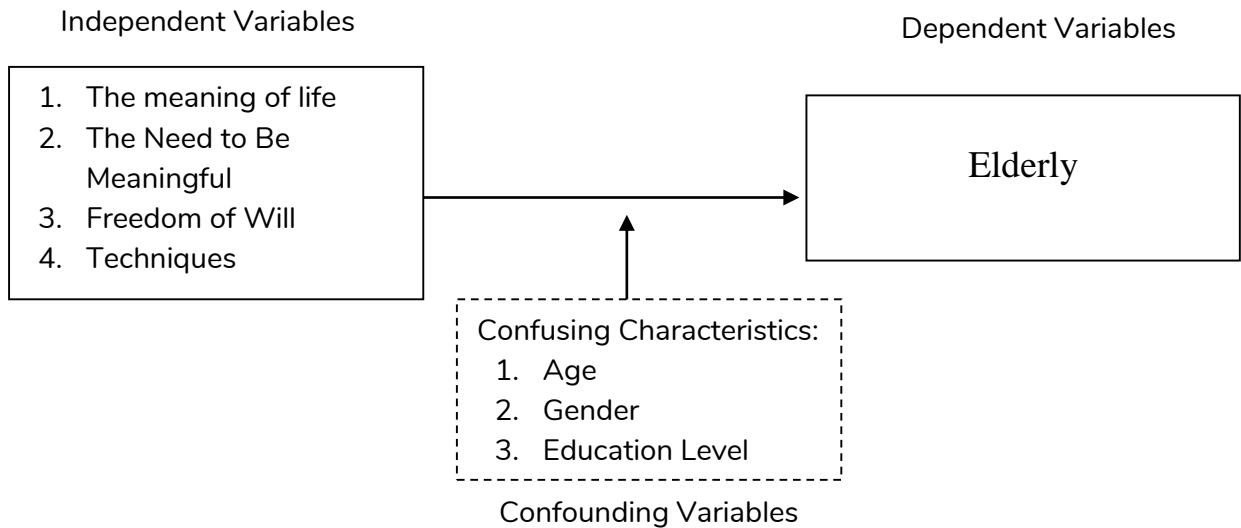 Independent Variables
Dependent Variables
1. The meaning of life
2. The Need to Be
Meaningful
3. Freedom of Will
4. Techniques
Elderly
Confusing Characteristics:
1. Age
2. Gender
3. Education Level
Confounding Variables